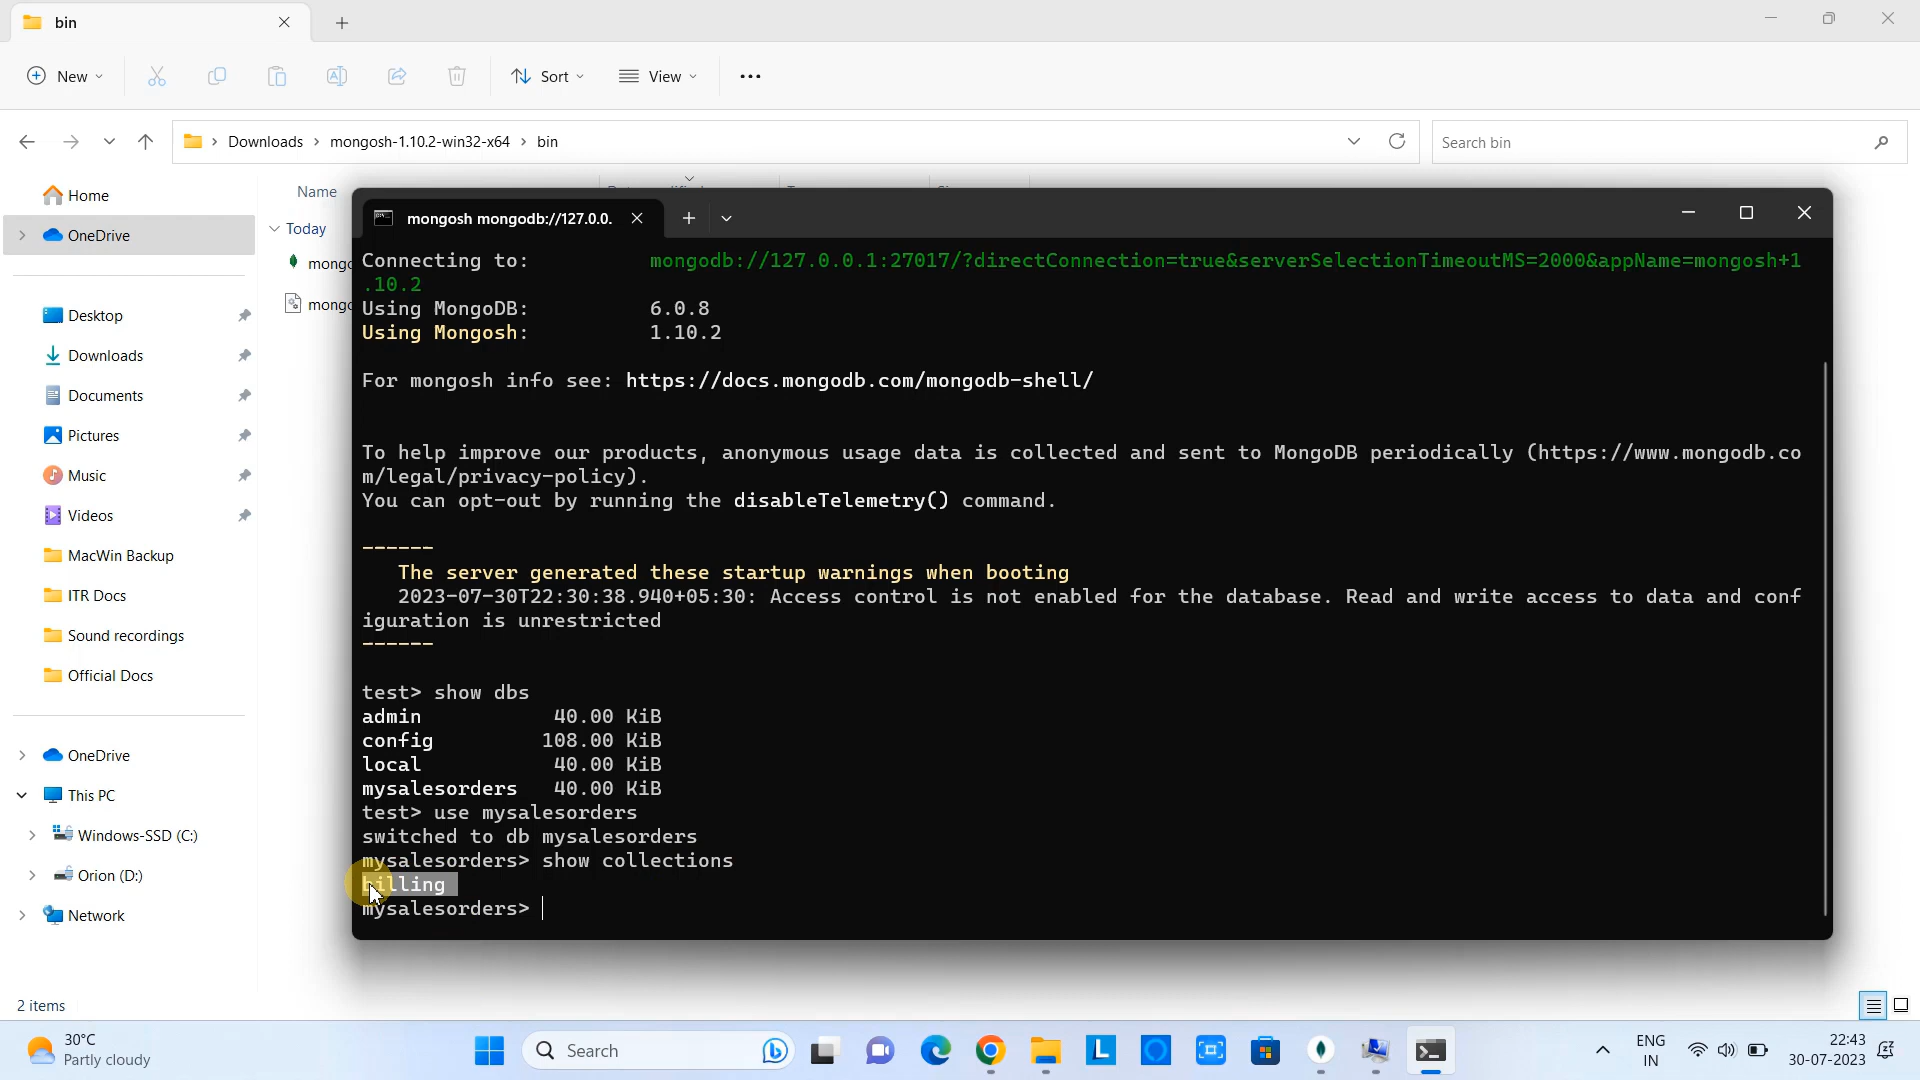 bin
New
Sort
View
Downloads
mongosh-1.10.2-win32-x64
bin
Search bin
Home
OneDrive
Desktop
Downloads
Documents
Pictures
Music
Videos
MacWin Backup
ITR Docs
Sound recordings
Official Docs
OneDrive
This PC
Windows-SSD (C:)
Orion (D:)
Network
2 items
Name
Today
mongosh mongodb://127.0.0.
Connecting to: mongodb://127.0.0.1:27017/?directConnection=true&serverSelectionTimeoutMS=2000&appName=mongosh+1
.10.2
Using MongoDB: 6.0.8
Using Mongosh: 1.10.2
For mongosh info see: https://docs.mongodb.com/mongodb-shell/
To help improve our products, anonymous usage data is collected and sent to MongoDB periodically (https://www.mongodb.co
m/legal/privacy-policy).
You can opt-out by running the disableTelemetry() command.
------
The server generated these startup warnings when booting
2023-07-30T22:30:38.940+05:30: Access control is not enabled for the database. Read and write access to data and conf
iguration is unrestricted
------
test> show dbs
admin 40.00 KiB
config 108.00 KiB
local 40.00 KiB
mysalesorders 40.00 KiB
test> use mysalesorders
switched to db mysalesorders
mysalesorders> show collections
billing
mysalesorders>
30°C
Partly cloudy
Search
ENG
IN
22:43
30-07-2023